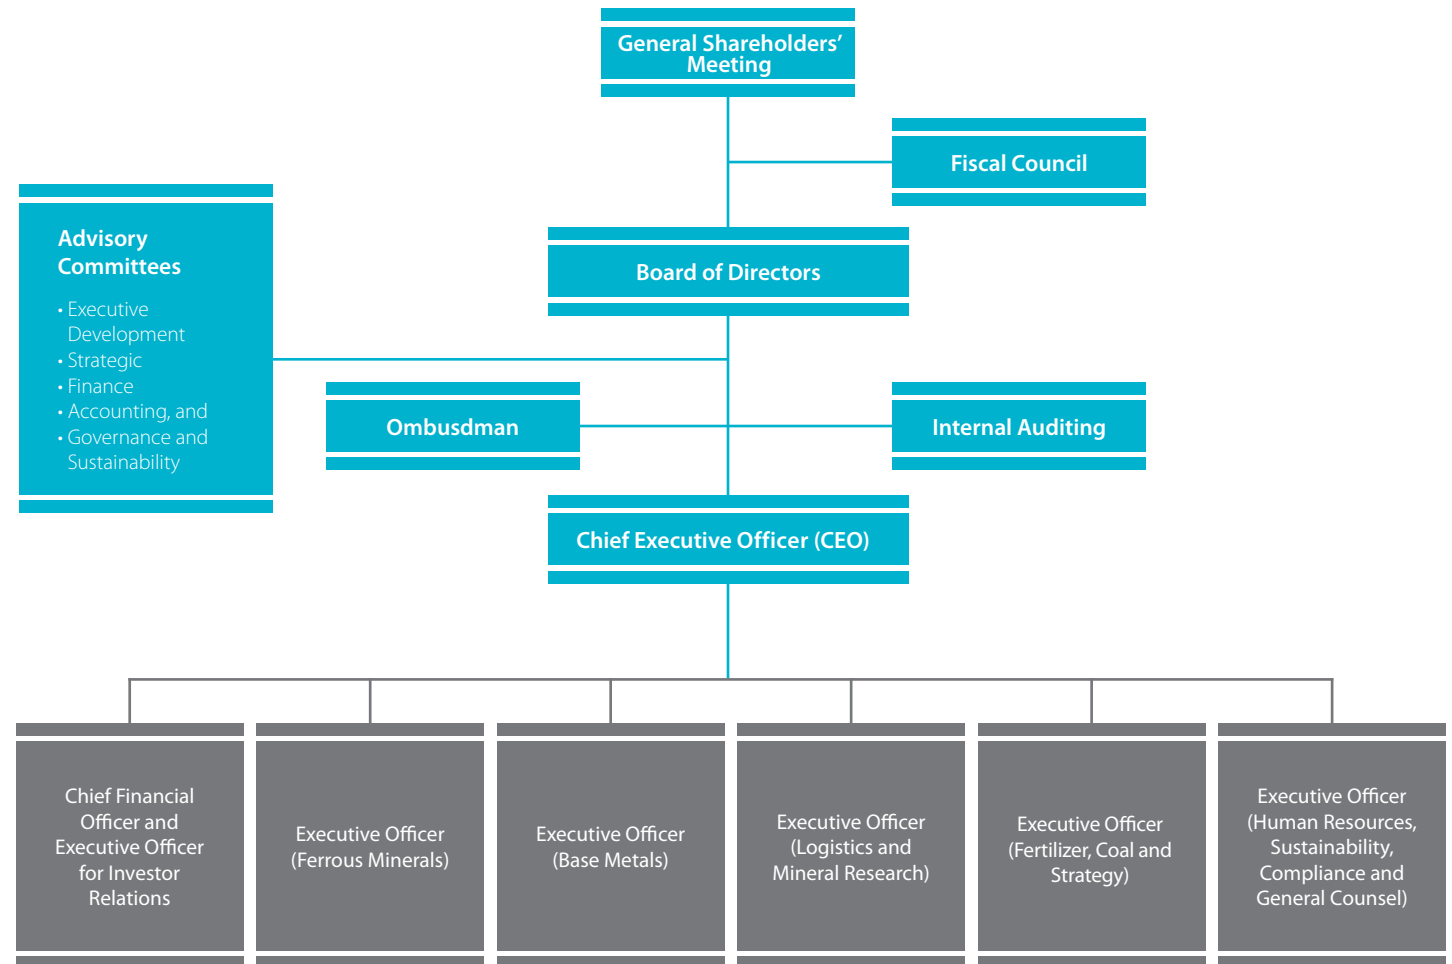 General Shareholders’
Meeting
Fiscal Council
Advisory
Committees
• Executive
Development
• Strategic
• Finance
• Accounting, and
• Governance and
Sustainability
Board of Directors
Ombusdman
Internal Auditing
Chief Executive Officer (CEO)
Chief Financial
Officer and
Executive Officer
for Investor
Relations
Executive Officer
(Ferrous Minerals)
Executive Officer
(Base Metals)
Executive Officer
(Logistics and
Mineral Research)
Executive Officer
(Fertilizer, Coal and
Strategy)
Executive Officer
(Human Resources,
Sustainability,
Compliance and
General Counsel)